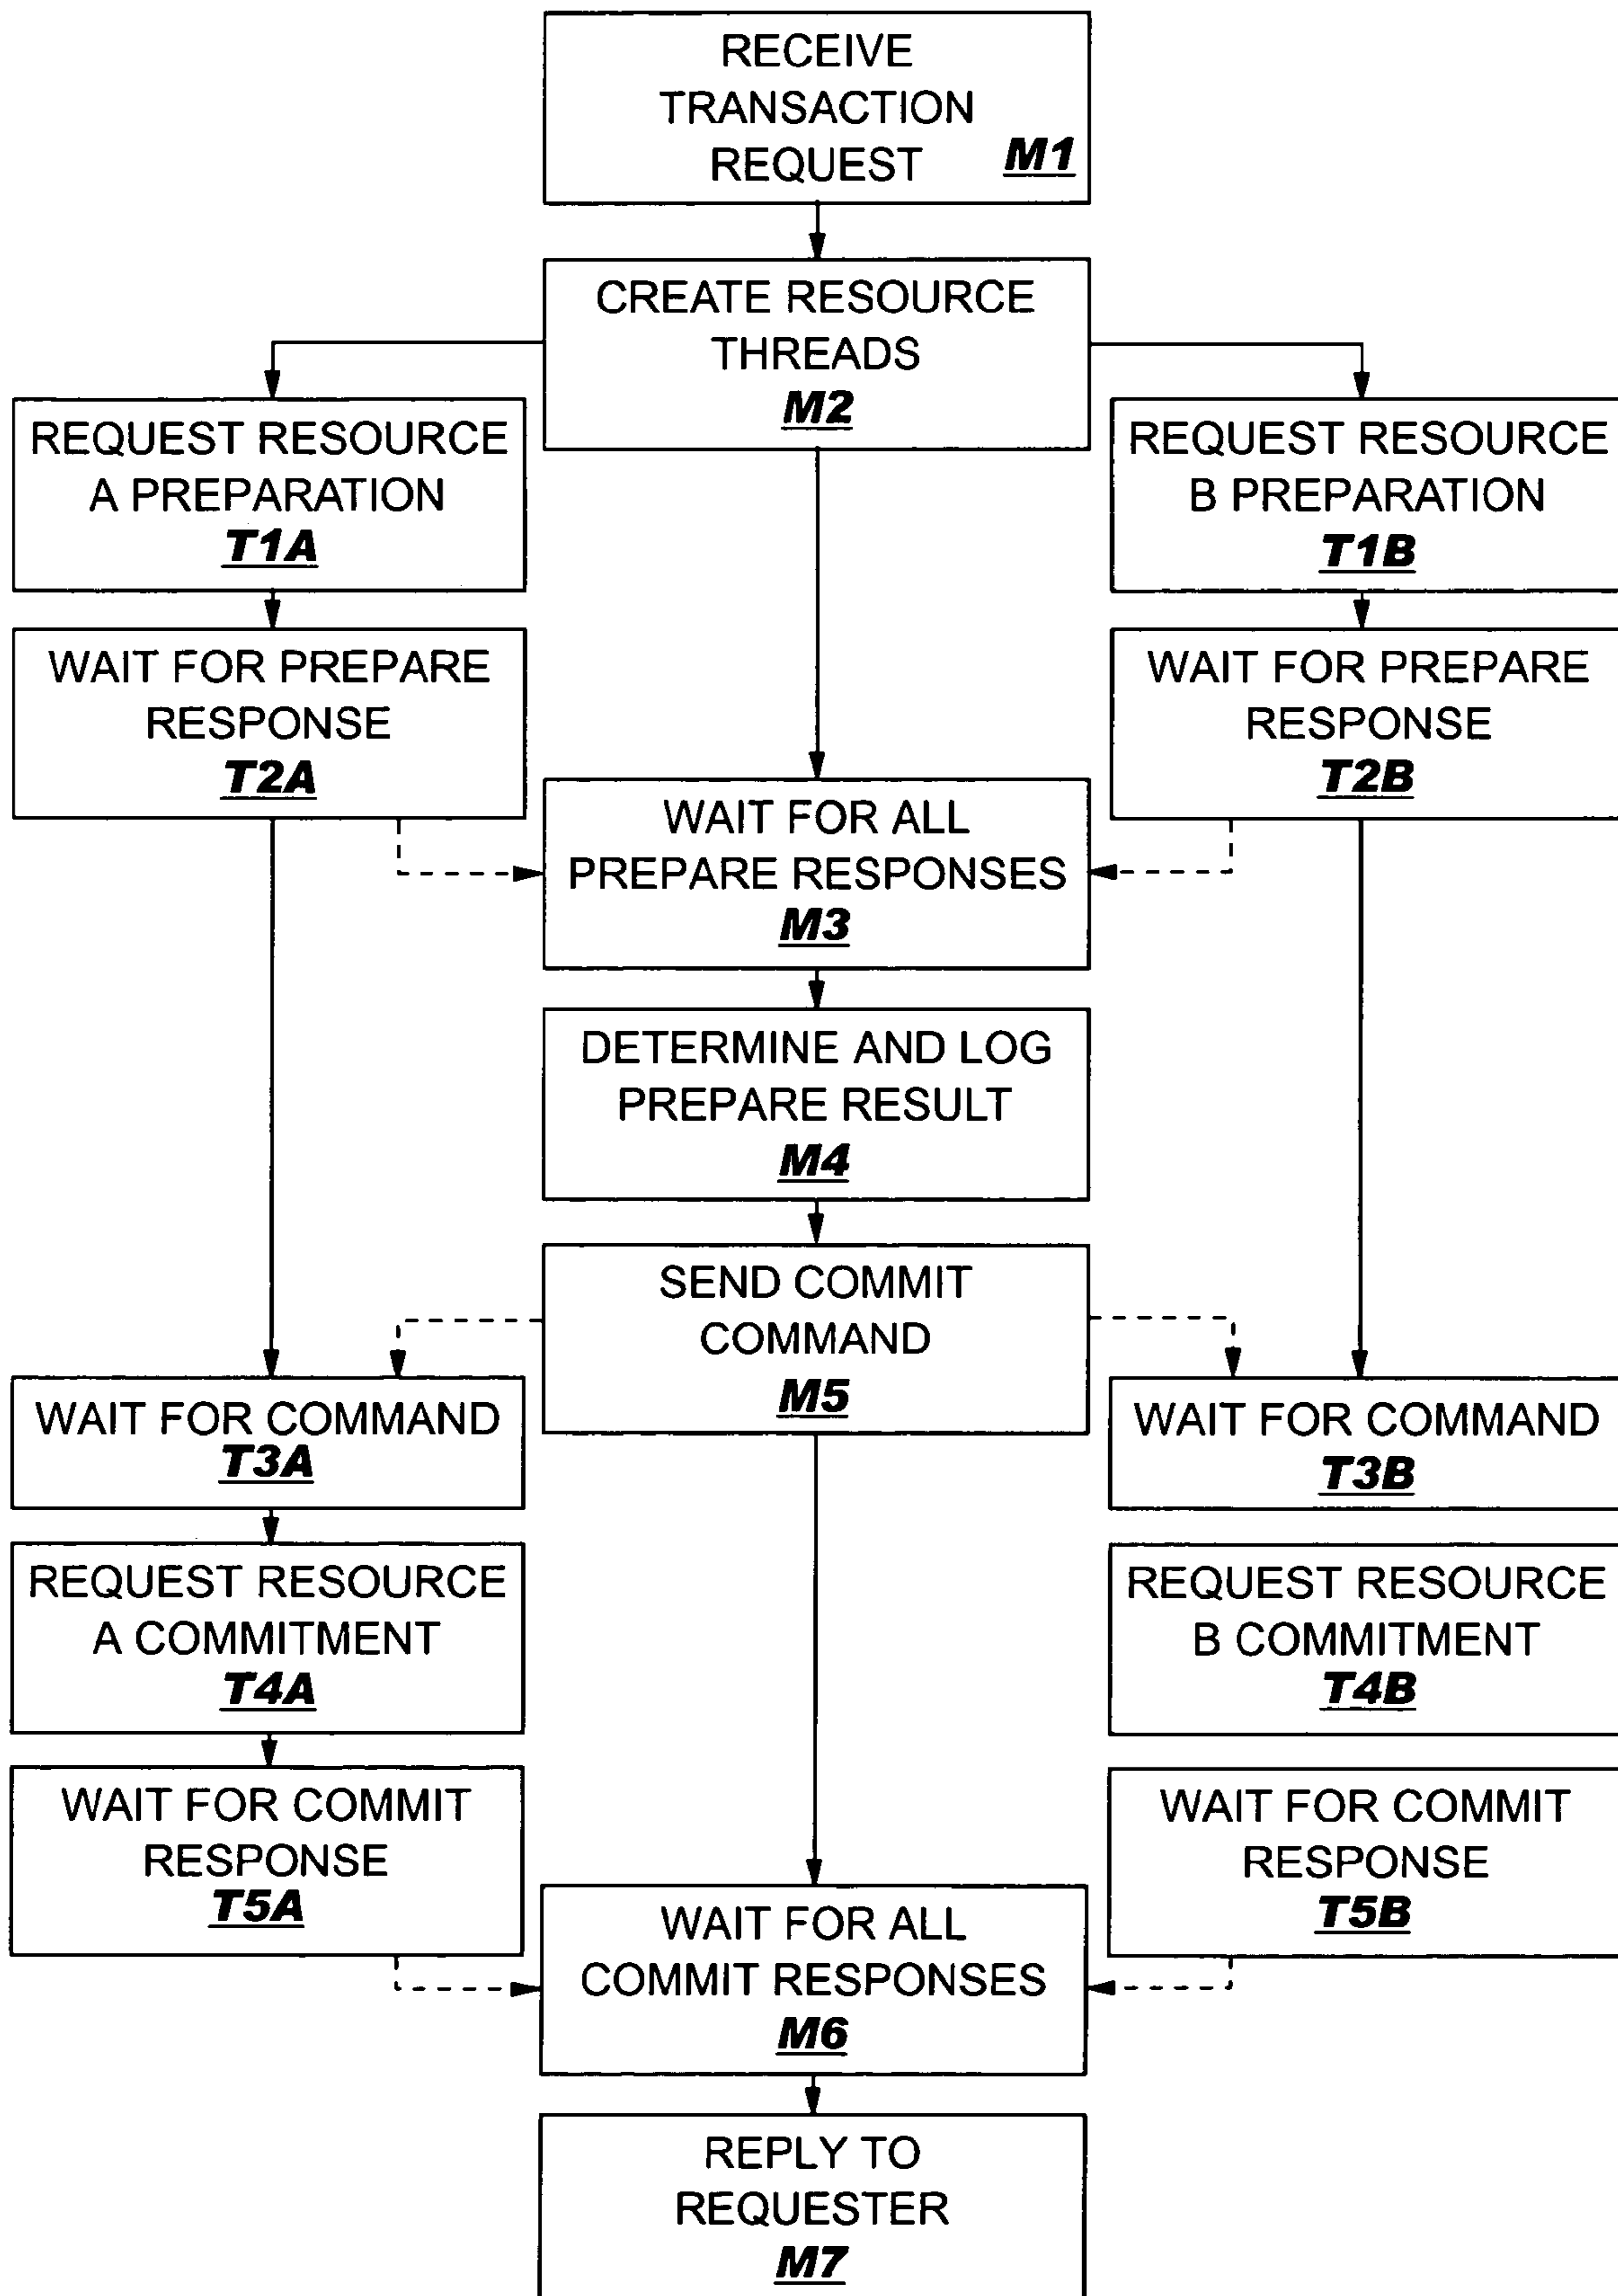 RECEIVE
TRANSACTION
REQUEST
M1
CREATE RESOURCE
THREADS
M2
REQUEST RESOURCE
A PREPARATION
T1A
REQUEST RESOURCE
B PREPARATION
T1B
WAIT FOR PREPARE
RESPONSE
T2A
WAIT FOR PREPARE
RESPONSE
T2B
WAIT FOR ALL
PREPARE RESPONSES
M3
DETERMINE AND LOG
PREPARE RESULT
M4
SEND COMMIT
COMMAND
M5
WAIT FOR COMMAND
T3A
WAIT FOR COMMAND
T3B
REQUEST RESOURCE
A COMMITMENT
T4A
REQUEST RESOURCE
B COMMITMENT
T4B
WAIT FOR COMMIT
RESPONSE
T5A
WAIT FOR COMMIT
RESPONSE
T5B
WAIT FOR ALL
COMMIT RESPONSES
M6
REPLY TO
REQUESTER
M7